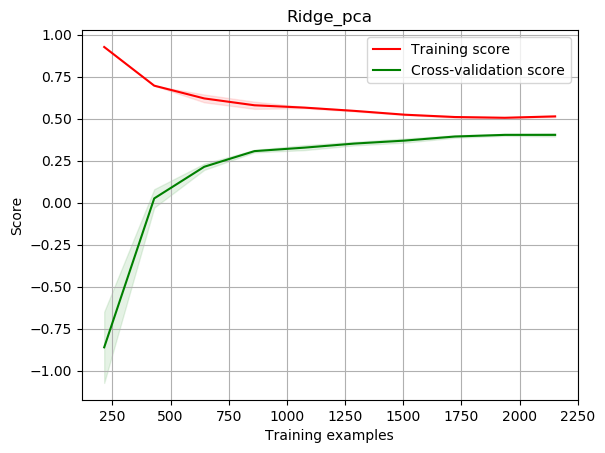 Ridge_pca
Training score
Cross-validation score
1.00
0.75
0.50
0.25
0.00
−0.25
−0.50
−0.75
−1.00
Score
250 500 750 1000 1250 1500 1750 2000 2250
Training examples